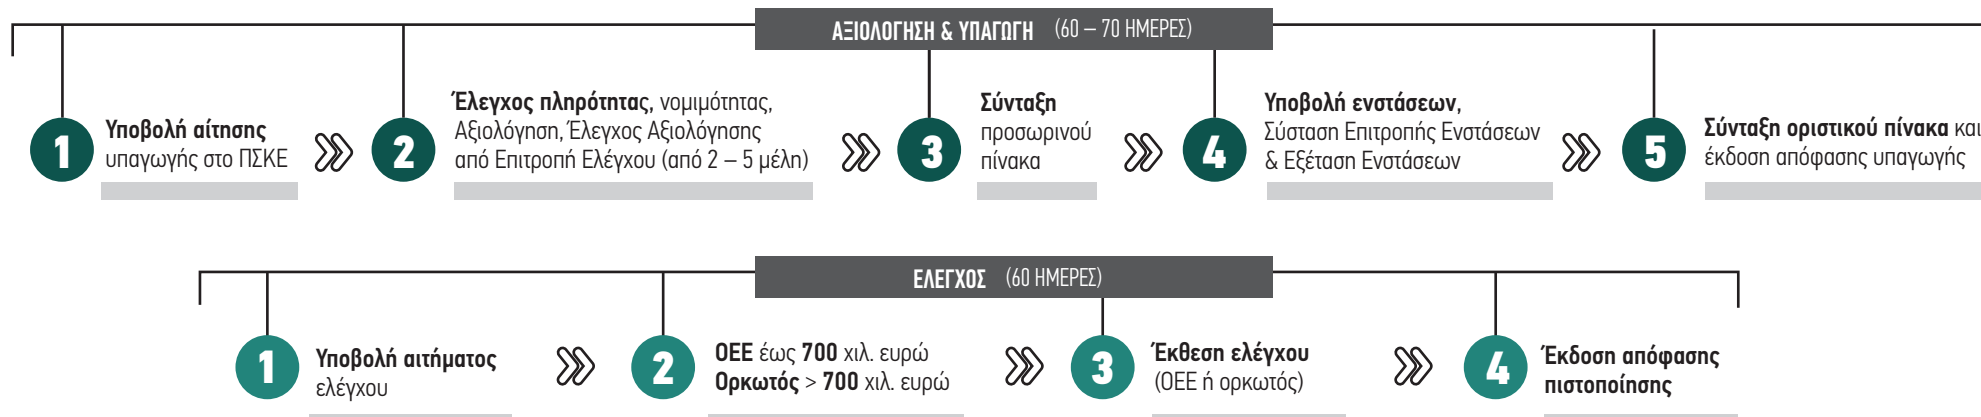 ΑΞΙΟΛΟΓΗΣΗ & ΥΠΑΓΩΓΗ (60 – 70 ΗΜΕΡΕΣ)
1
Υποβολή αίτησης
υπαγωγής στο ΠΣΚΕ
2
Έλεγχος πληρότητας, νομιμότητας,
Αξιολόγηση, Έλεγχος Αξιολόγησης
από Επιτροπή Ελέγχου (από 2 – 5 μέλη)
3
Σύνταξη
προσωρινού
πίνακα
4
Υποβολή ενστάσεων,
Σύσταση Επιτροπής Ενστάσεων
& Εξέταση Ενστάσεων
5
Σύνταξη οριστικού πίνακα και
έκδοση απόφασης υπαγωγής
ΕΛΕΓΧΟΣ (60 ΗΜΕΡΕΣ)
1
Υποβολή αιτήματος
ελέγχου
2
ΟΕΕ έως 700 χιλ. ευρώ
Ορκωτός > 700 χιλ. ευρώ
3
Έκθεση ελέγχου
(ΟΕΕ ή ορκωτός)
4
Έκδοση απόφασης
πιστοποίησης